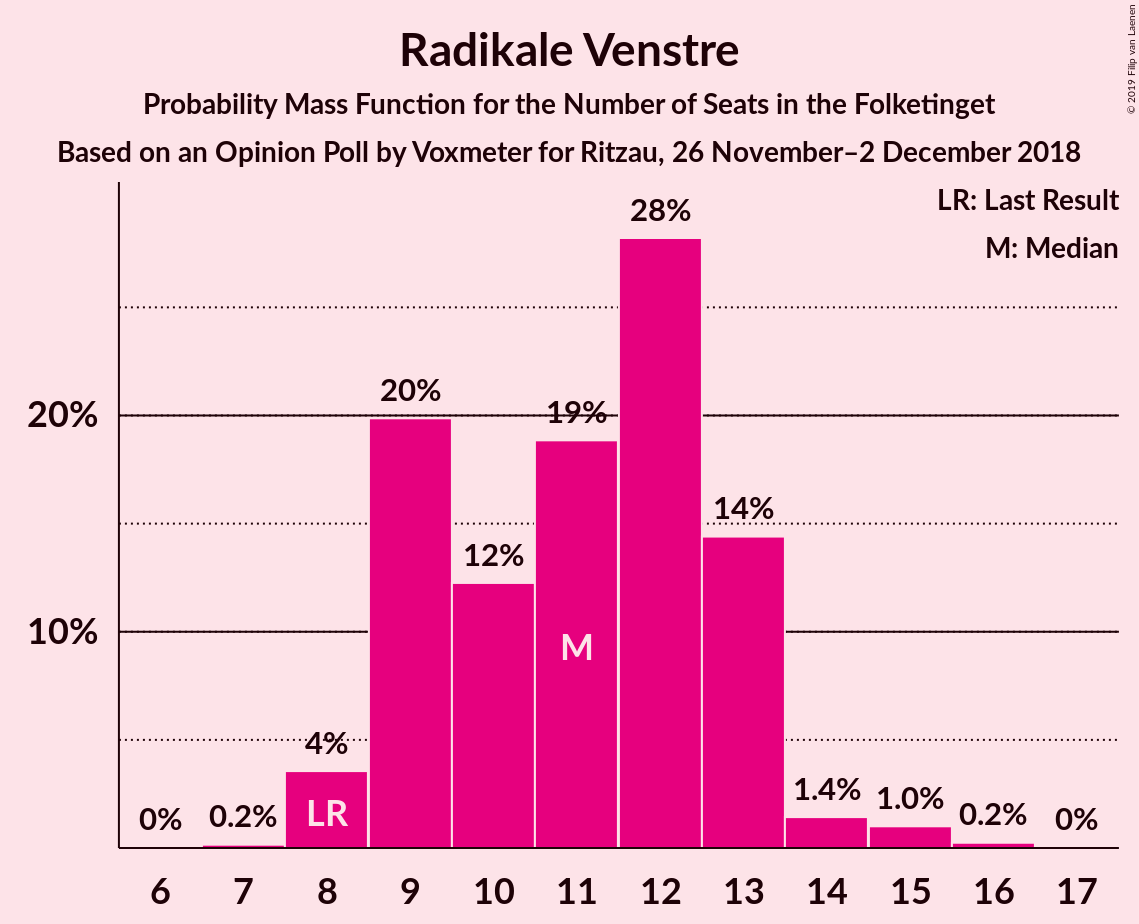 Radikale Venstre
Probability Mass Function for the Number of Seats in the Folketinget
Based on an Opinion Poll by Voxmeter for Ritzau, 26 November–2 December 2018
© 2019 Filip van Laenen
LR: Last Result
M: Median
28%
20%
20%
19%
14%
12%
10%
M
4%
LR
0%
0.2%
1.4%
1.0%
0.2%
0%
6 7 8 9 10 11 12 13 14 15 16 17